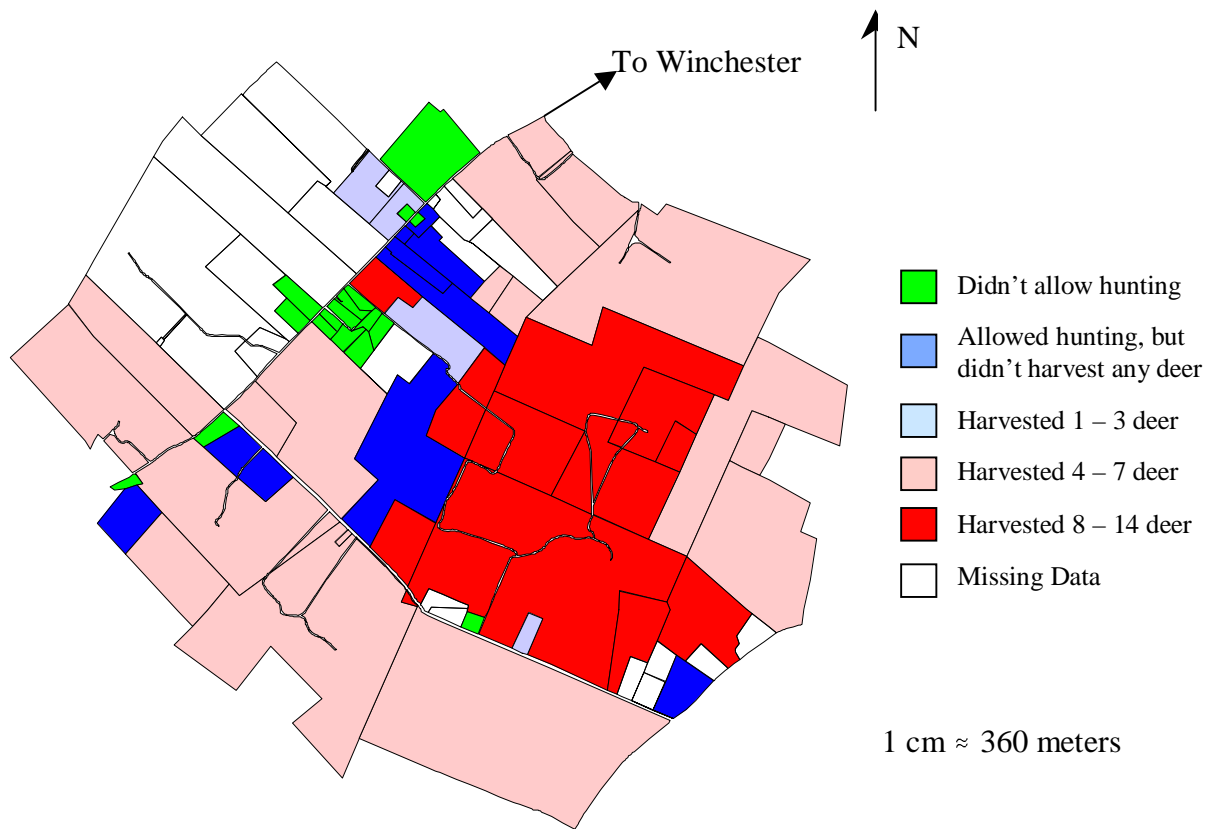 To Winchester
N
Didn't allow hunting
Allowed hunting, but
didn't harvest any deer
Harvested 1 – 3 deer
Harvested 4 – 7 deer
Harvested 8 – 14 deer
Missing Data
1 cm ≈ 360 meters